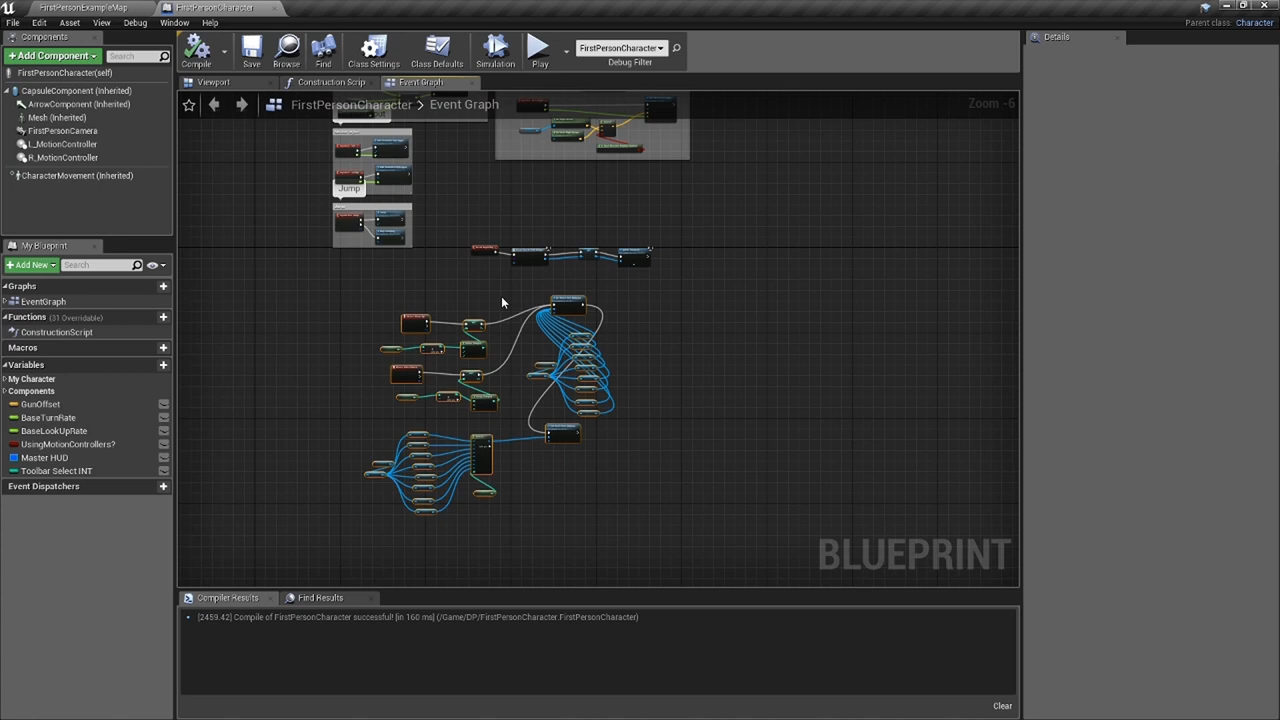 FirstPersonExampleMap
FirstPersonCharacter
File Edit Asset View Debug Window Help
Parent class: Character
Components
+Add Component
Search
FirstPersonCharacter(self)
CapsuleComponent (Inherited)
ArrowComponent (Inherited)
Mesh (Inherited)
FirstPersonCamera
L_MotionController
R_MotionController
CharacterMovement (Inherited)
Compile
Save
Browse
Find
Class Settings
Class Defaults
Simulation
Play
FirstPersonCharacter
Debug Filter
Viewport
Construction Scrip
Event Graph
FirstPersonCharacter > Event Graph
Zoom -6
Jump
BLUEPRINT
My Blueprint
+Add New
Search
Graphs
EventGraph
Functions (31 Overridable)
ConstructionScript
Macros
Variables
My Character
Components
GunOffset
BaseTurnRate
BaseLookUpRate
UsingMotionControllers?
Master HUD
Toolbar Select INT
Event Dispatchers
Compiler Results
Find Results
[2459.42] Compile of FirstPersonCharacter successful! [in 160 ms] (/Game/DP/FirstPersonCharacter.FirstPersonCharacter)
Clear
Details